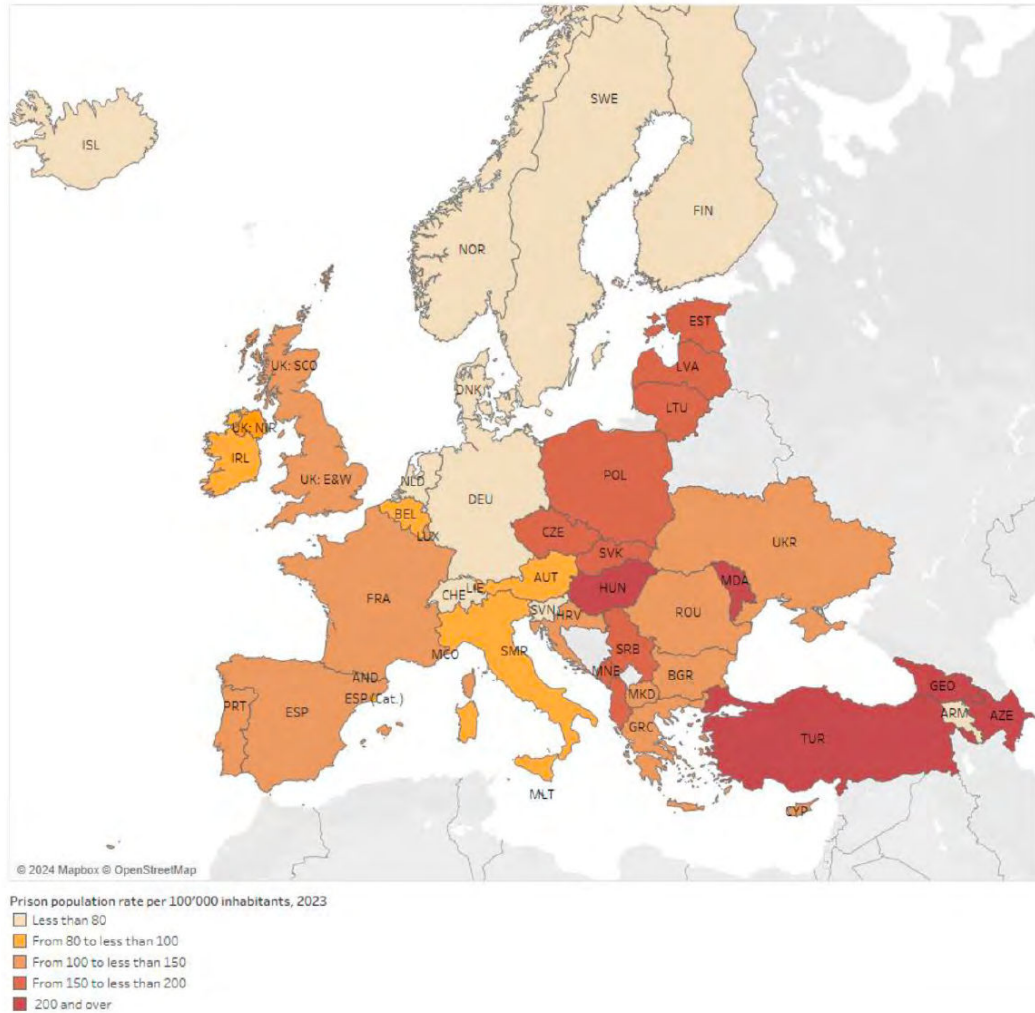 ISL
SWE
FIN
NOR
EST
UK: SCO
LVA
DNK
LTU
UK: NIR
IRL
NLD
POL
UK: E&W
DEU
BEL
LUX
CZE
UKR
SVK
AUT
MDA
LIE
HUN
CHE
FRA
SVN
HRV
ROU
SRB
MCO
SMR
MNE
BGR
AND
GEO
ESP (Cat.)
MKD
ARM
AZE
PRT
ESP
GRC
TUR
MLT
CYP
© 2024 Mapbox © OpenStreetMap
Prison population rate per 100'000 inhabitants, 2023
Less than 80
From 80 to less than 100
From 100 to less than 150
From 150 to less than 200
200 and over